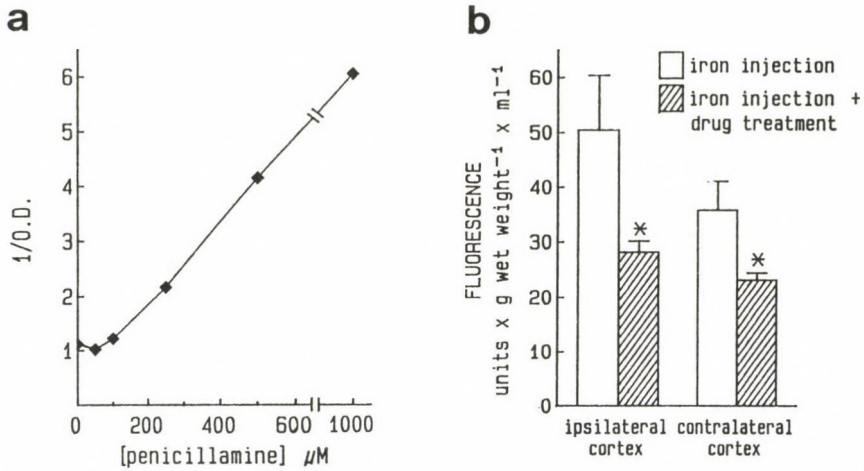 a
1/O.D.
6
5
4
3
2
1
0 200 400 600 1000
[penicillamine] µM
b
FLUORESCENCE
units x g wet weight⁻¹ x ml⁻¹
60
50
40
30
20
10
0
iron injection
iron injection +
drug treatment
*
*
ipsilateral contralateral
cortex cortex